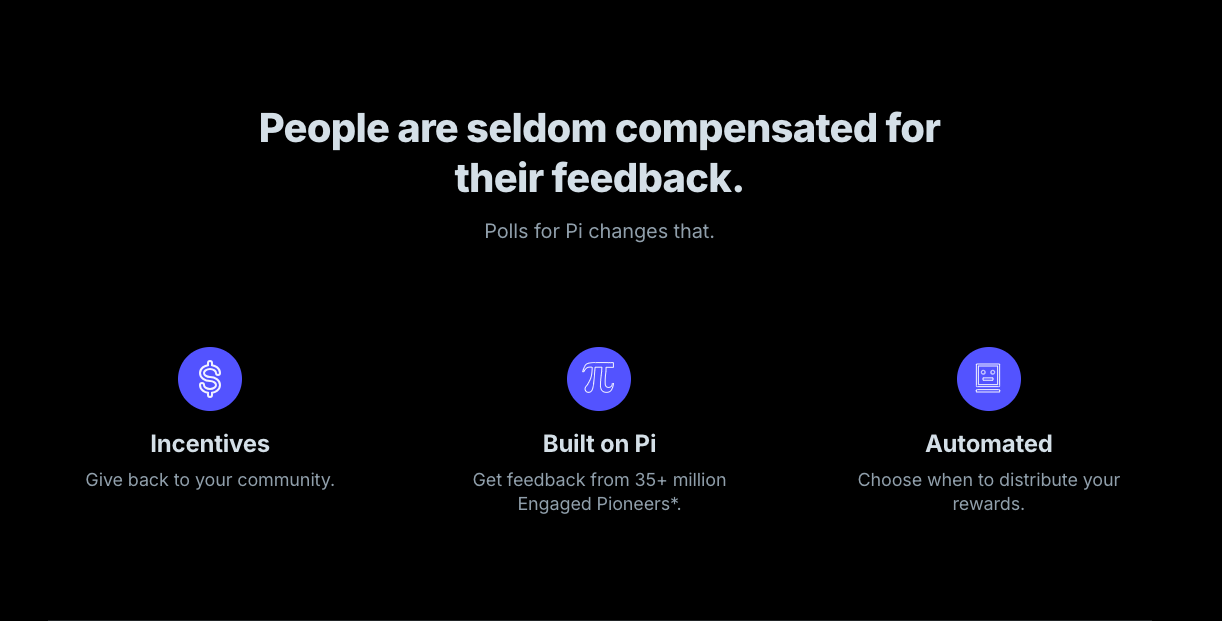 People are seldom compensated for
their feedback.
Polls for Pi changes that.
$
π
Incentives
Give back to your community.
Built on Pi
Get feedback from 35+ million
Engaged Pioneers*.
Automated
Choose when to distribute your
rewards.